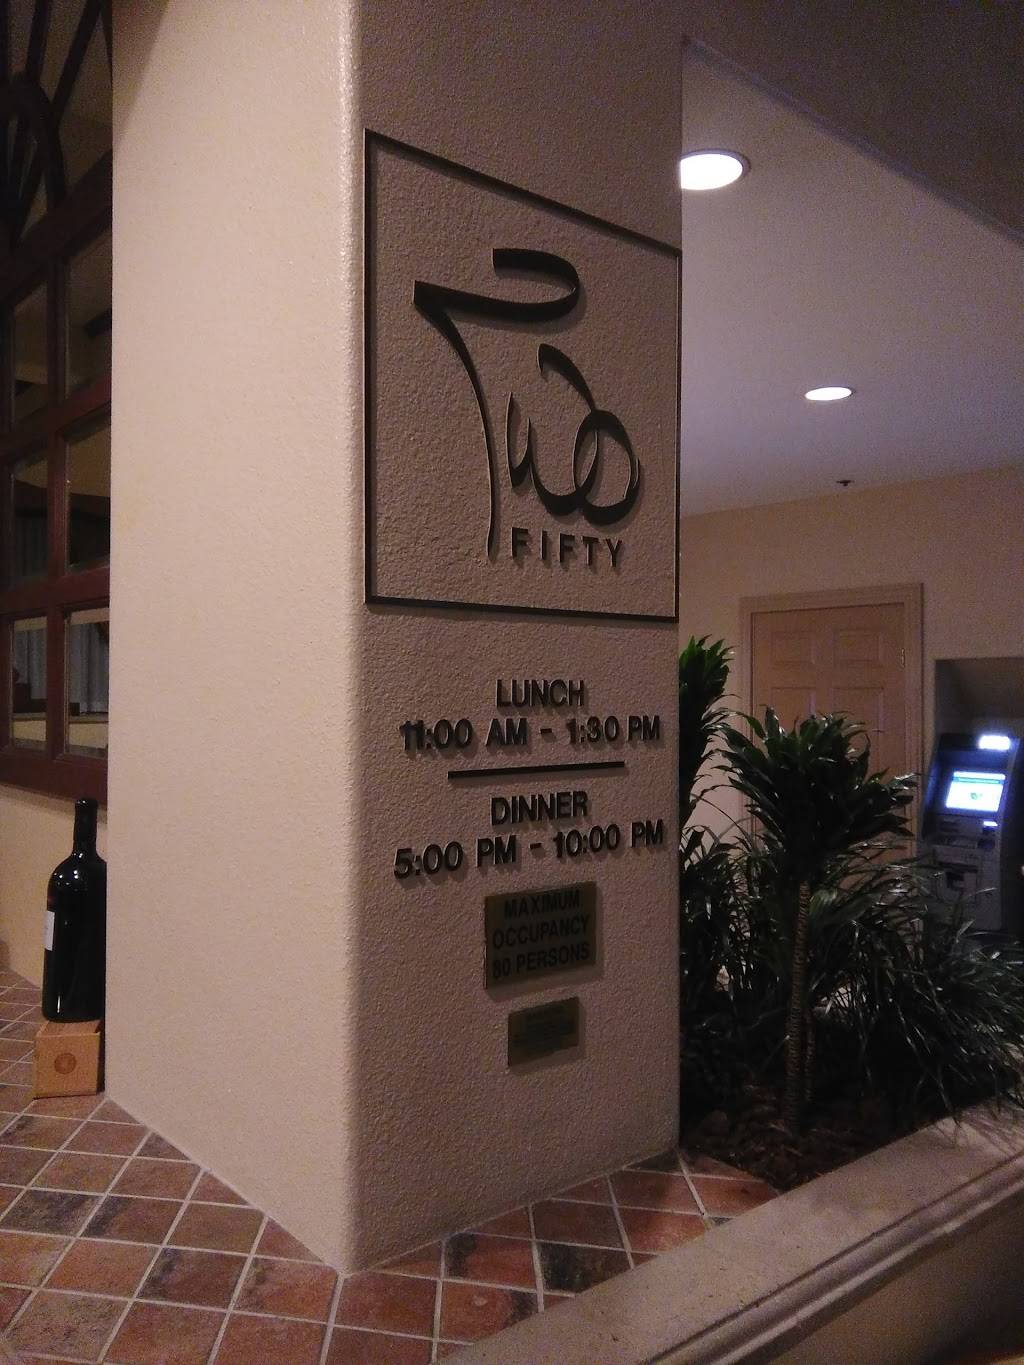 Two
FIFTY
LUNCH
11:00 AM - 1:30 PM
DINNER
5:00 PM - 10:00 PM
MAXIMUM
OCCUPANCY
80 PERSONS